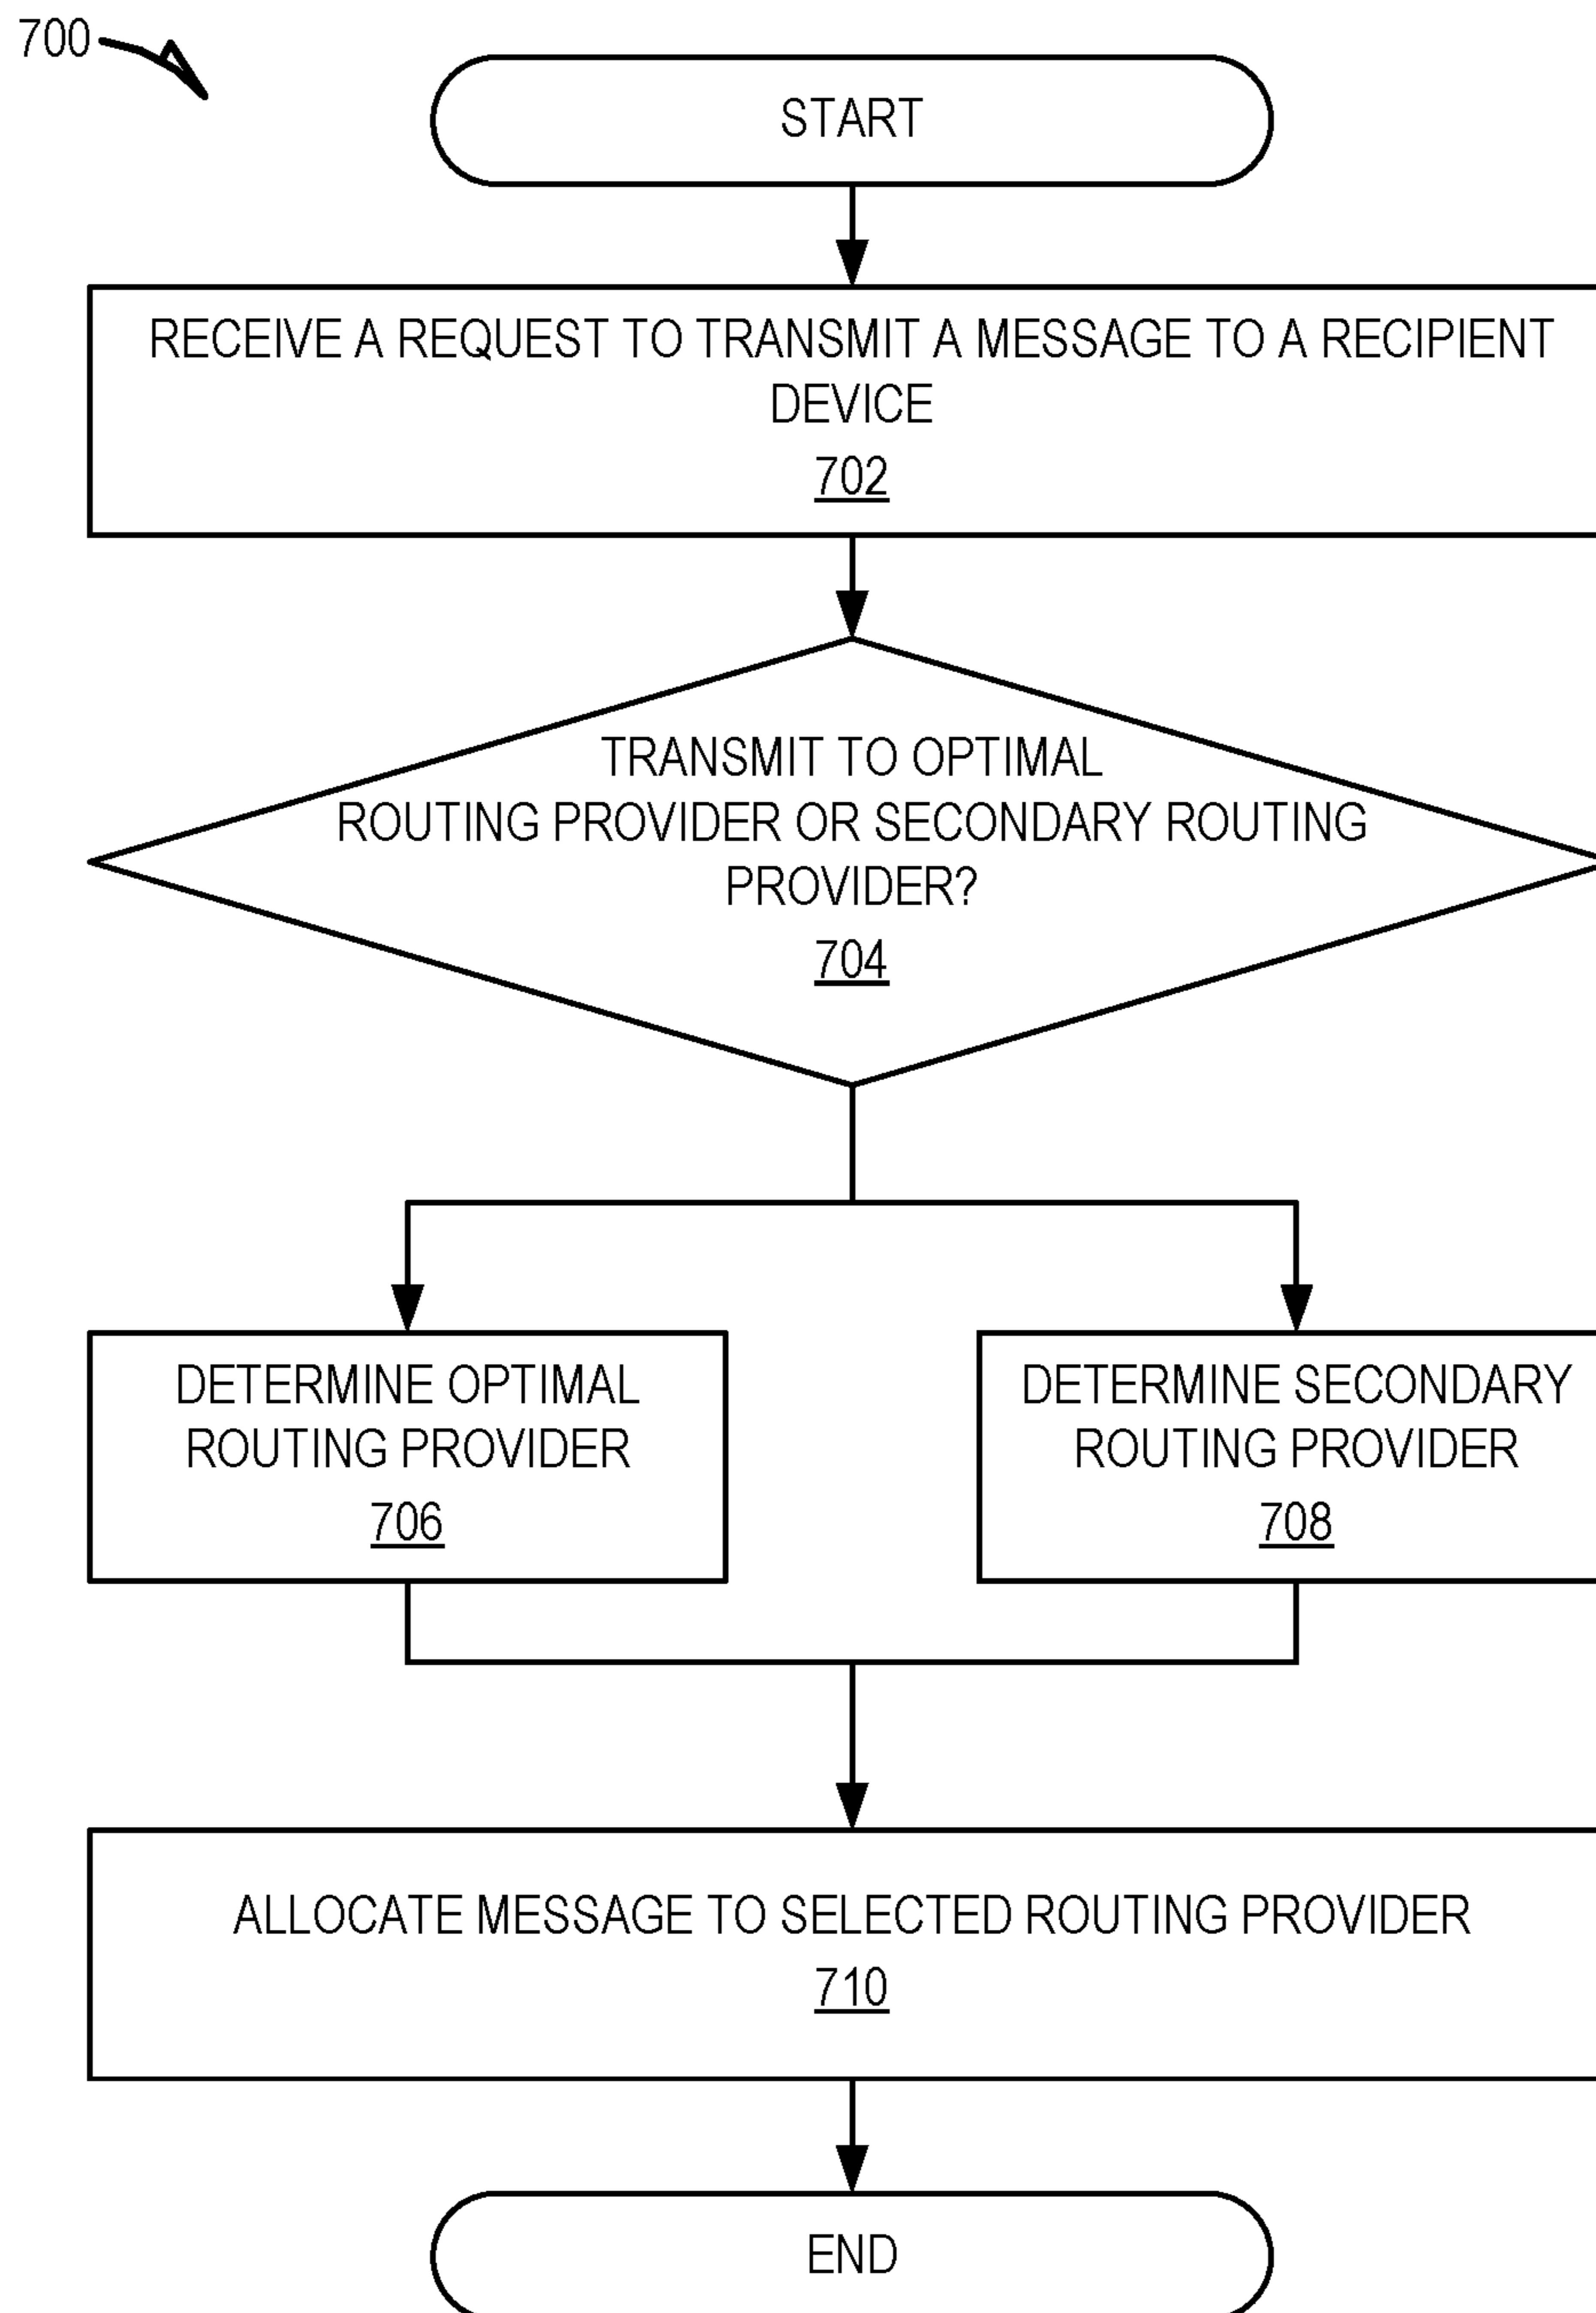 700
START
RECEIVE A REQUEST TO TRANSMIT A MESSAGE TO A RECIPIENT
DEVICE
702
TRANSMIT TO OPTIMAL
ROUTING PROVIDER OR SECONDARY ROUTING
PROVIDER?
704
DETERMINE OPTIMAL
ROUTING PROVIDER
706
DETERMINE SECONDARY
ROUTING PROVIDER
708
ALLOCATE MESSAGE TO SELECTED ROUTING PROVIDER
710
END